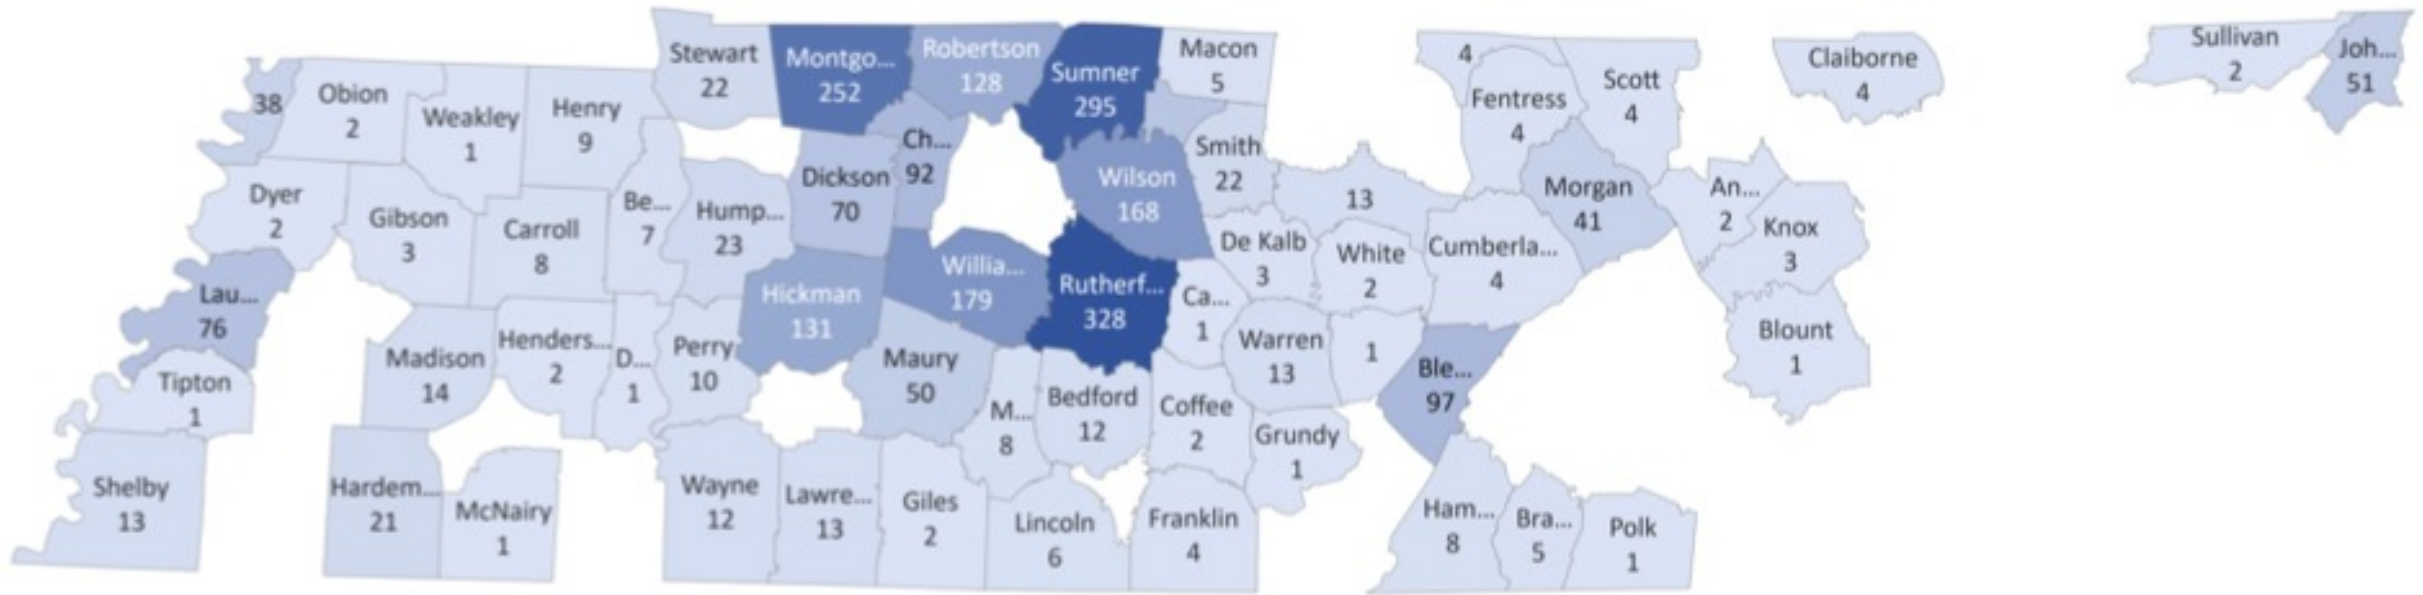 Stewart
22
Montgo...
252
Robertson
128
Sumner
295
Macon
5
4
Fentress
4
Scott
4
Claiborne
4
Sullivan
2
Joh...
51
38
Obion
2
Weakley
1
Henry
9
Ch...
92
Smith
22
Dickson
70
Wilson
168
13
Morgan
41
An...
2
Knox
3
Dyer
2
Gibson
3
Carroll
8
Be...
7
Hump...
23
De Kalb
3
White
2
Cumberla...
4
Lau...
76
Hickman
131
Willia...
179
Rutherf...
328
Ca...
1
Warren
13
1
Ble...
97
Blount
1
Tipton
1
Madison
14
Henders...
2
D...
1
Perry
10
Maury
50
M...
8
Bedford
12
Coffee
2
Grundy
1
Shelby
13
Hardem...
21
McNairy
1
Wayne
12
Lawre...
13
Giles
2
Lincoln
6
Franklin
4
Ham...
8
Bra...
5
Polk
1